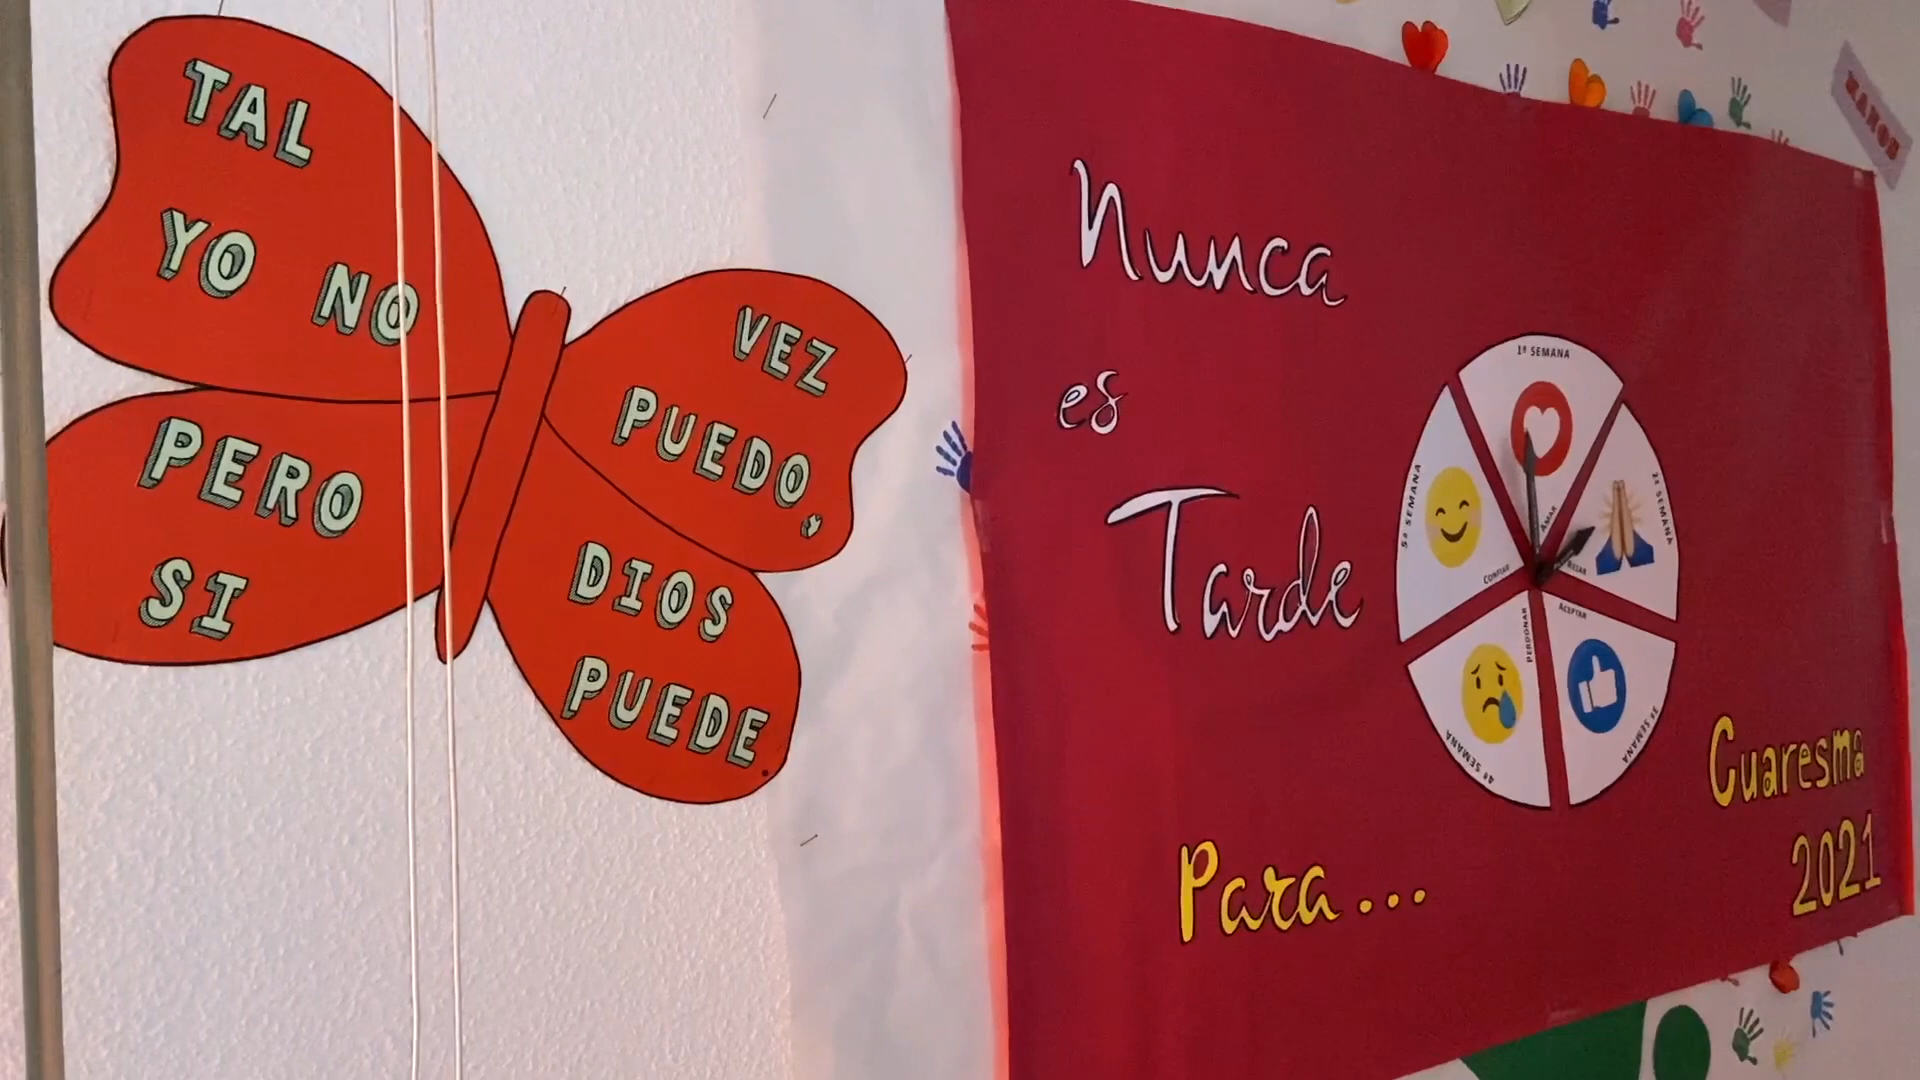 TAL VEZ
YO NO PUEDO,
PERO DIOS
SI PUEDE.
Nunca
es
Tarde
Para...
1ª SEMANA
AMAR
2ª SEMANA
REZAR
3ª SEMANA
ACEPTAR
4ª SEMANA
PERDONAR
5ª SEMANA
CONFIAR
Cuaresma
2021